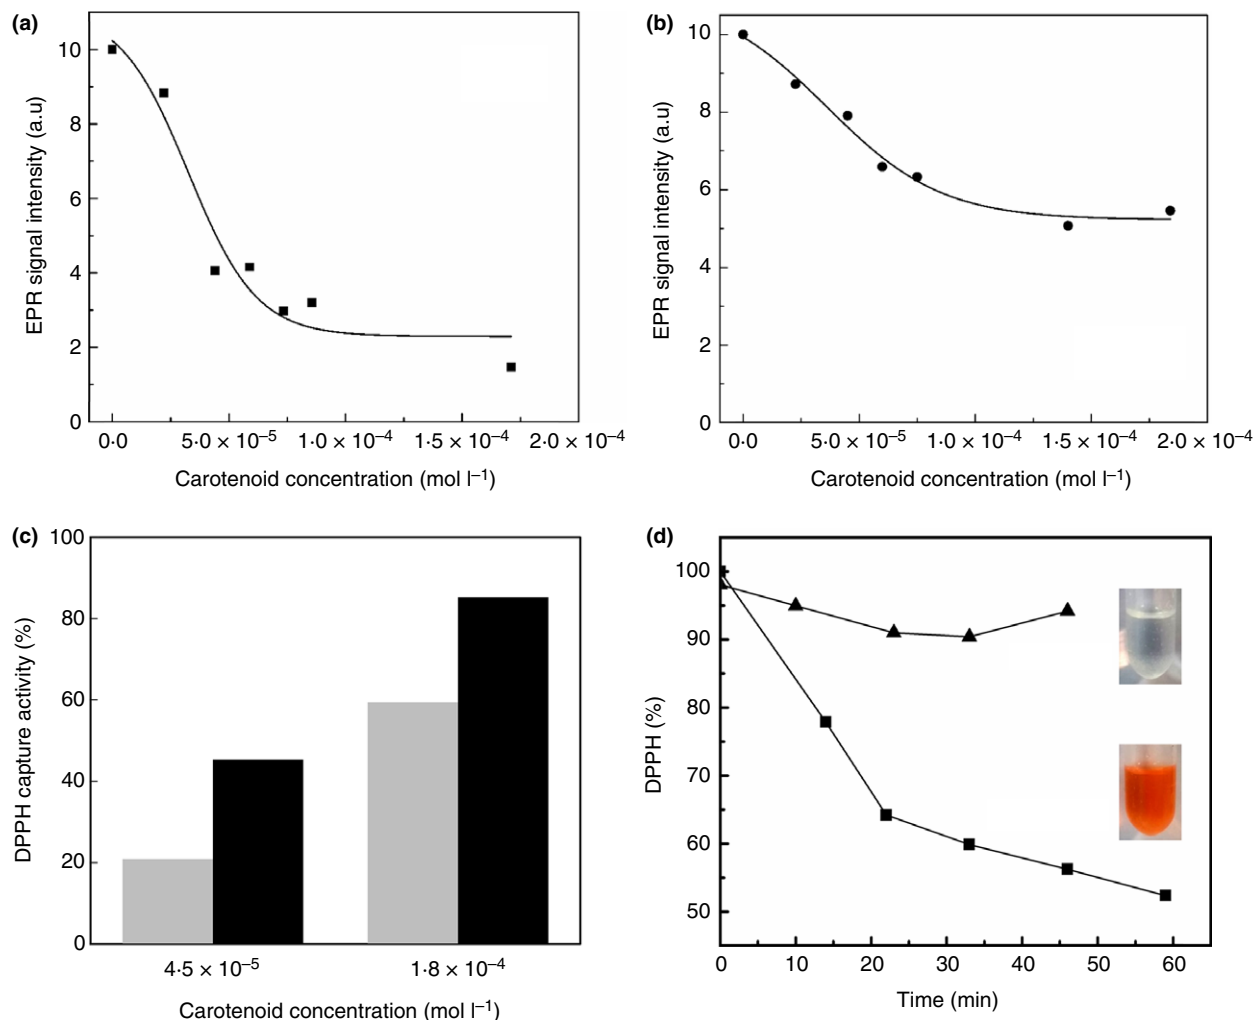 (a)
10
8
6
4
2
0
EPR signal intensity (a.u)
0·0 5·0 × 10⁻⁵ 1·0 × 10⁻⁴ 1·5 × 10⁻⁴ 2·0 × 10⁻⁴
Carotenoid concentration (mol l⁻¹)
(b)
10
8
6
4
2
0
EPR signal intensity (a.u)
0·0 5·0 × 10⁻⁵ 1·0 × 10⁻⁴ 1·5 × 10⁻⁴ 2·0 × 10⁻⁴
Carotenoid concentration (mol l⁻¹)
(c)
100
80
60
40
20
0
DPPH capture activity (%)
4·5 × 10⁻⁵ 1·8 × 10⁻⁴
Carotenoid concentration (mol l⁻¹)
(d)
100
90
80
70
60
50
DPPH (%)
0 10 20 30 40 50 60
Time (min)